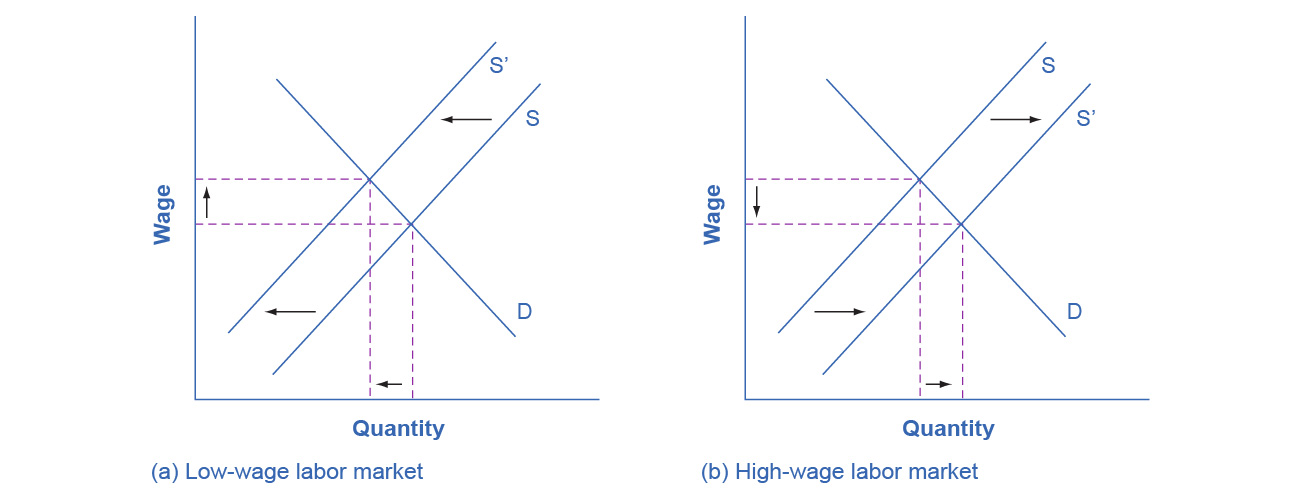 S’
S
D
Wage
Quantity
(a) Low-wage labor market
S
S’
D
Wage
Quantity
(b) High-wage labor market